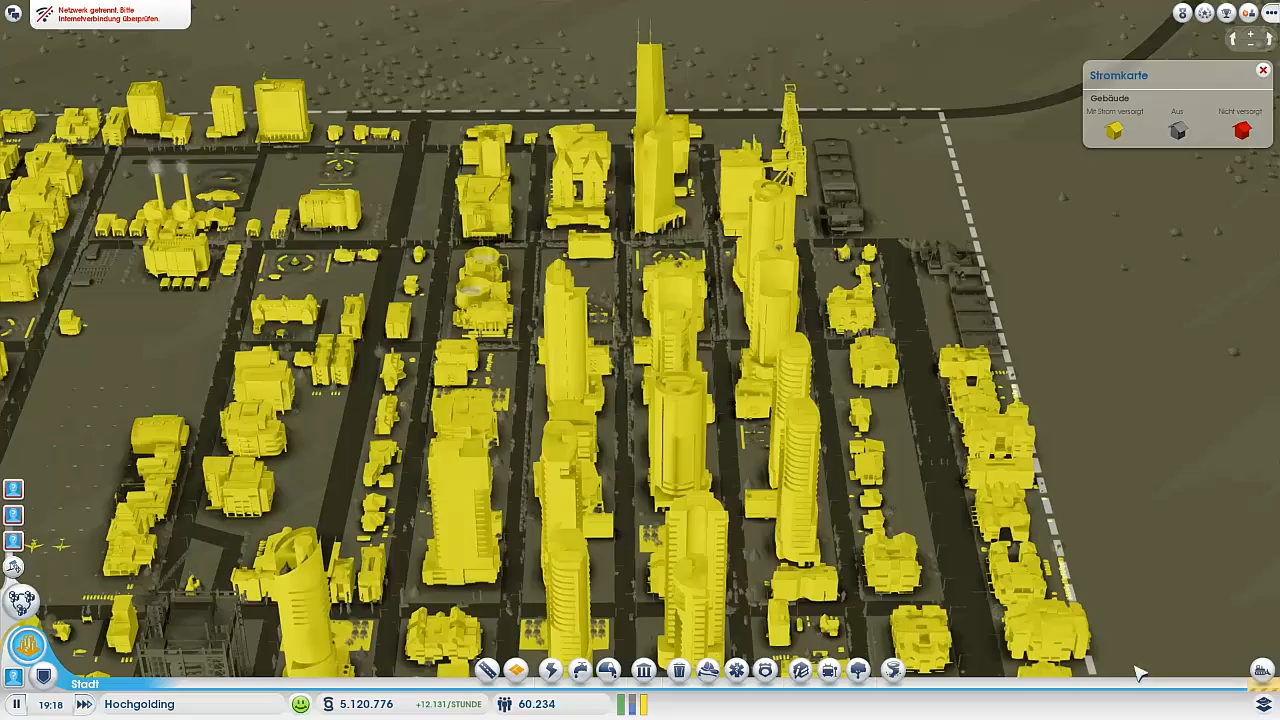 Netzwerk getrennt. Bitte
Internetverbindung überprüfen.
Stromkarte
Gebäude
Mit Strom versorgt Aus Nicht versorgt
Stadt
19:18 Hochgolding 5.120.776 +12.131/STUNDE 60.234